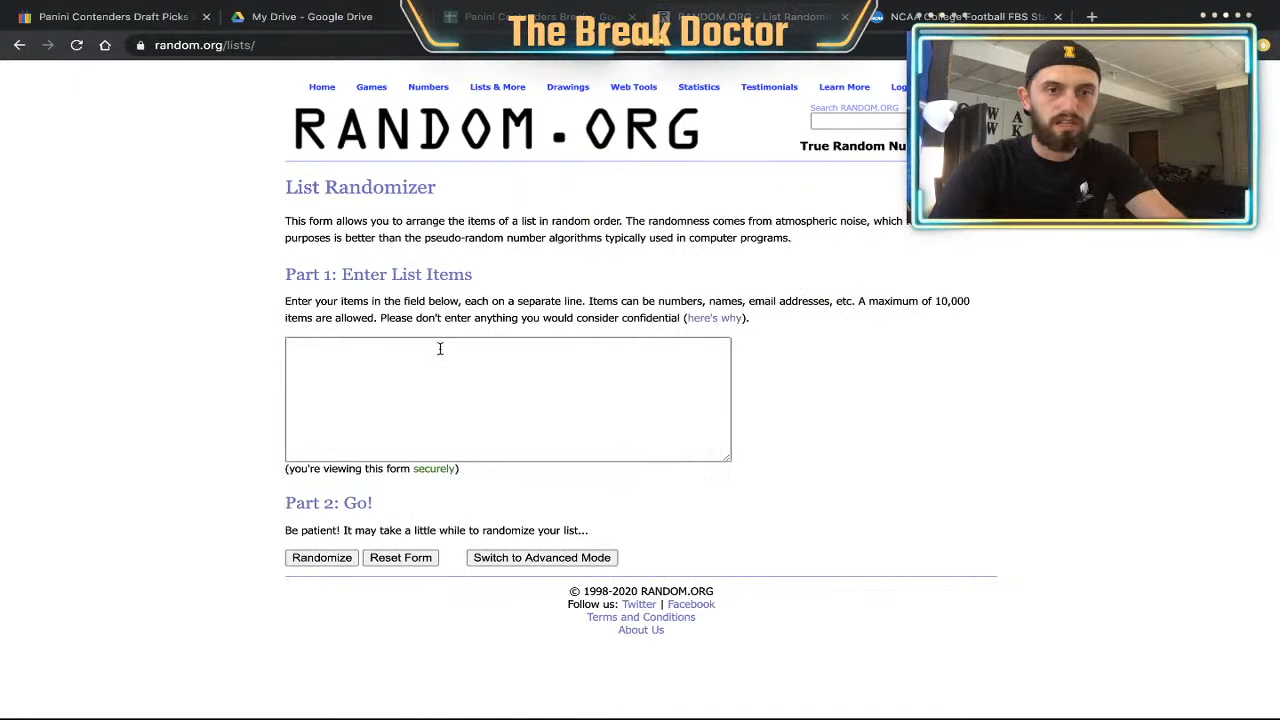 Panini Contenders Draft Picks
My Drive - Google Drive
Panini Contenders Break
RANDOM.ORG - List Randomi
NCAA College Football FBS St
The Break Doctor
random.org/lists/
Home Games Numbers Lists & More Drawings Web Tools Statistics Testimonials Learn More Log
RANDOM.ORG
Search RANDOM.ORG
True Random Nu
List Randomizer
This form allows you to arrange the items of a list in random order. The randomness comes from atmospheric noise, which
purposes is better than the pseudo-random number algorithms typically used in computer programs.
Part 1: Enter List Items
Enter your items in the field below, each on a separate line. Items can be numbers, names, email addresses, etc. A maximum of 10,000
items are allowed. Please don't enter anything you would consider confidential (here's why).
(you're viewing this form securely)
Part 2: Go!
Be patient! It may take a little while to randomize your list...
Randomize Reset Form Switch to Advanced Mode
© 1998-2020 RANDOM.ORG
Follow us: Twitter | Facebook
Terms and Conditions
About Us